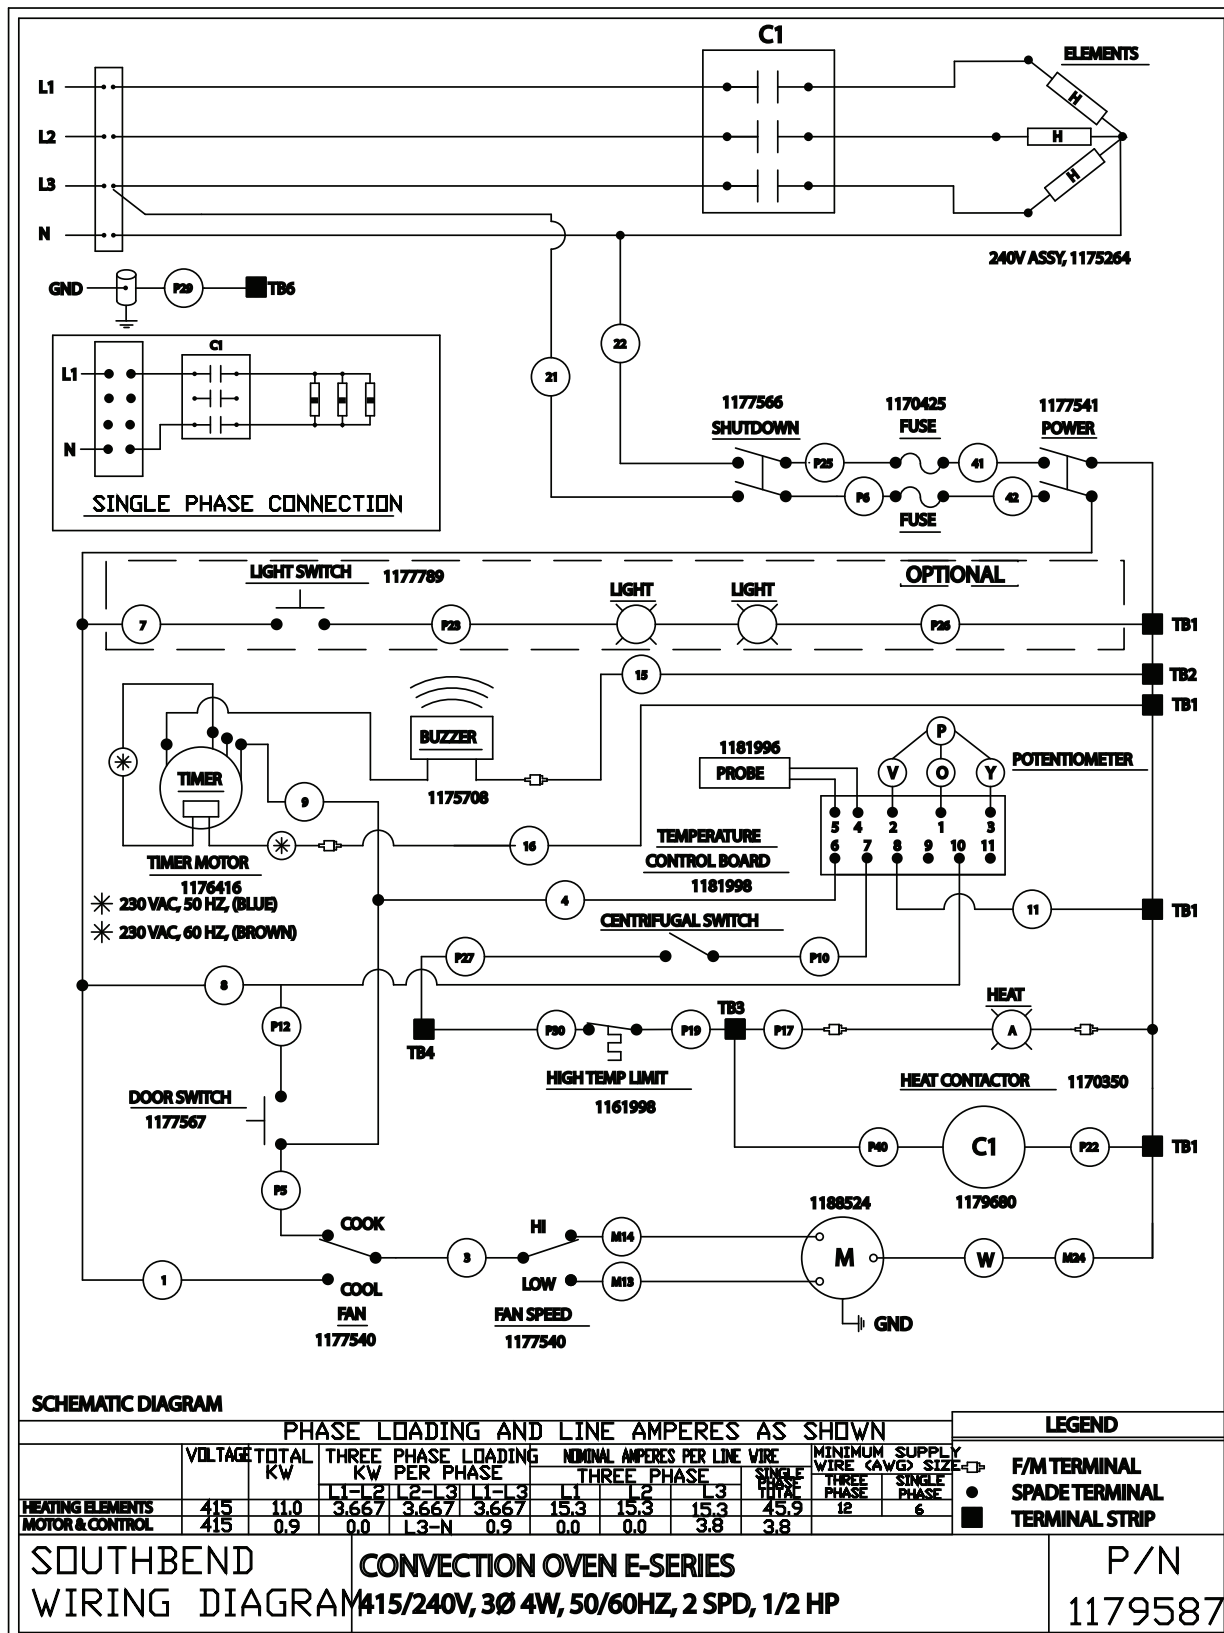 C1
ELEMENTS
L1
H
L2
H
L3
H
N
240V ASSY, 1175264
GND P29 TB6
C1
L1
N
SINGLE PHASE CONNECTION
21
22
1177566 1170425 1177541
SHUTDOWN FUSE POWER
P25 41
P6 42
FUSE
LIGHT SWITCH 1177789
OPTIONAL
LIGHT LIGHT
7 P23 P26 TB1
15 TB2
TB1
BUZZER
1175708
TIMER
9
TIMER MOTOR
1176416
16
230 VAC, 50 HZ, (BLUE)
230 VAC, 60 HZ, (BROWN)
1181996
PROBE
P
V O Y
POTENTIOMETER
5 4 2 1 3
6 7 8 9 10 11
TEMPERATURE
CONTROL BOARD
1181998
4
11 TB1
CENTRIFUGAL SWITCH
P27 P10
8
P12
TB4
P30 P19 TB3 P17
HEAT
A
HIGH TEMP LIMIT
1161998
DOOR SWITCH
1177567
HEAT CONTACTOR 1170350
P40 C1 P22 TB1
1179680
P5
1188524
COOK
HI
M14
3
M
W M24
LOW
M13
1
COOL
FAN
1177540
FAN SPEED
1177540
GND
SCHEMATIC DIAGRAM
PHASE LOADING AND LINE AMPERES AS SHOWN
VOLTAGE TOTAL KW THREE PHASE LOADING KW PER PHASE NOMINAL AMPERES PER LINE WIRE MINIMUM SUPPLY WIRE (AWG) SIZE
THREE PHASE SINGLE PHASE TOTAL THREE PHASE SINGLE PHASE
L1-L2 L2-L3 L1-L3 L1 L2 L3
HEATING ELEMENTS 415 11.0 3.667 3.667 3.667 15.3 15.3 15.3 45.9 12 6
MOTOR & CONTROL 415 0.9 0.0 L3-N 0.9 0.0 0.0 3.8 3.8
LEGEND
F/M TERMINAL
SPADE TERMINAL
TERMINAL STRIP
SOUTHBEND
WIRING DIAGRAM
CONVECTION OVEN E-SERIES
415/240V, 3Ø 4W, 50/60HZ, 2 SPD, 1/2 HP
P/N
1179587